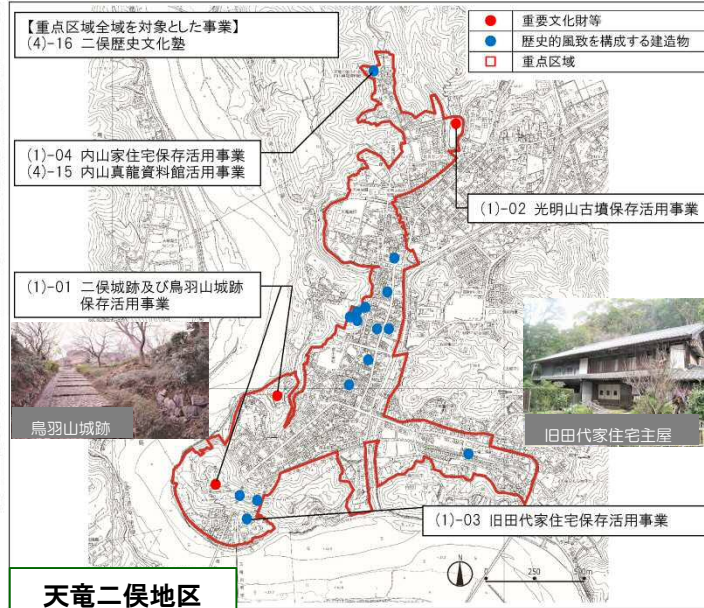 【重点区域全域を対象とした事業】
(4)-16 二俣歴史文化塾
重要文化財等
歴史的風致を構成する建造物
重点区域
(1)-04 内山家住宅保存活用事業
(4)-15 内山真龍資料館活用事業
(1)-02 光明山古墳保存活用事業
(1)-01 二俣城跡及び鳥羽山城跡
保存活用事業
鳥羽山城跡
旧田代家住宅主屋
(1)-03 旧田代家住宅保存活用事業
N
0 250 500m
天竜二俣地区